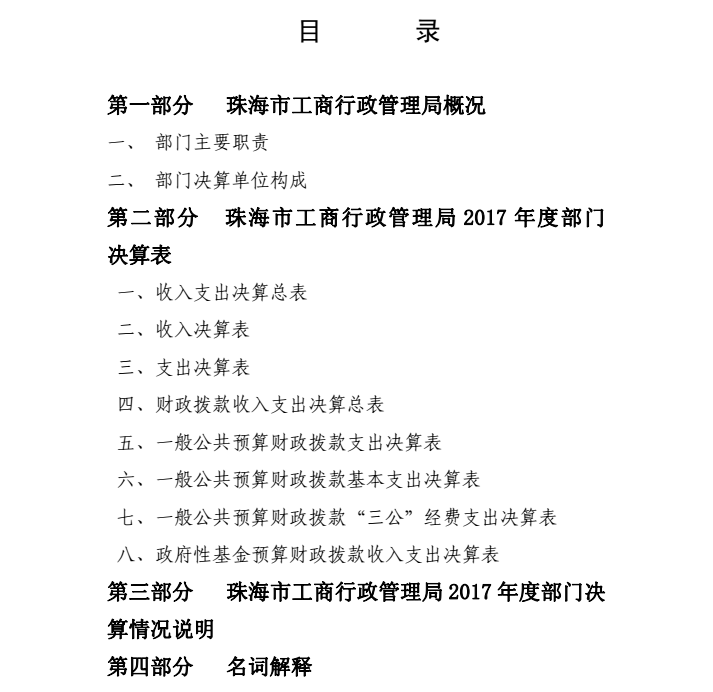 目 录
第一部分 珠海市工商行政管理局概况
一、 部门主要职责
二、 部门决算单位构成
第二部分 珠海市工商行政管理局 2017 年度部门
决算表
一、收入支出决算总表
二、收入决算表
三、支出决算表
四、财政拨款收入支出决算总表
五、一般公共预算财政拨款支出决算表
六、一般公共预算财政拨款基本支出决算表
七、一般公共预算财政拨款“三公”经费支出决算表
八、政府性基金预算财政拨款收入支出决算表
第三部分 珠海市工商行政管理局 2017 年度部门决
算情况说明
第四部分 名词解释